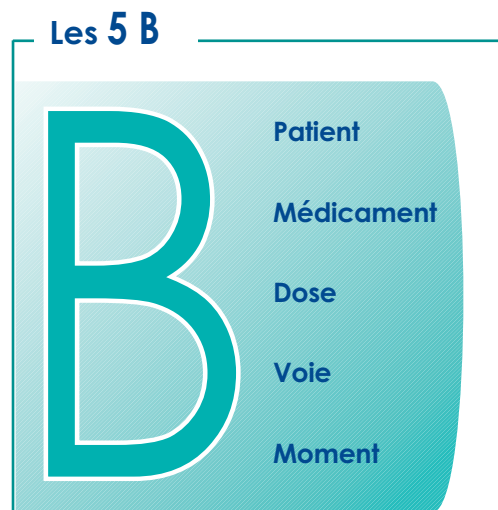 Les 5 B
B
Patient
Médicament
Dose
Voie
Moment